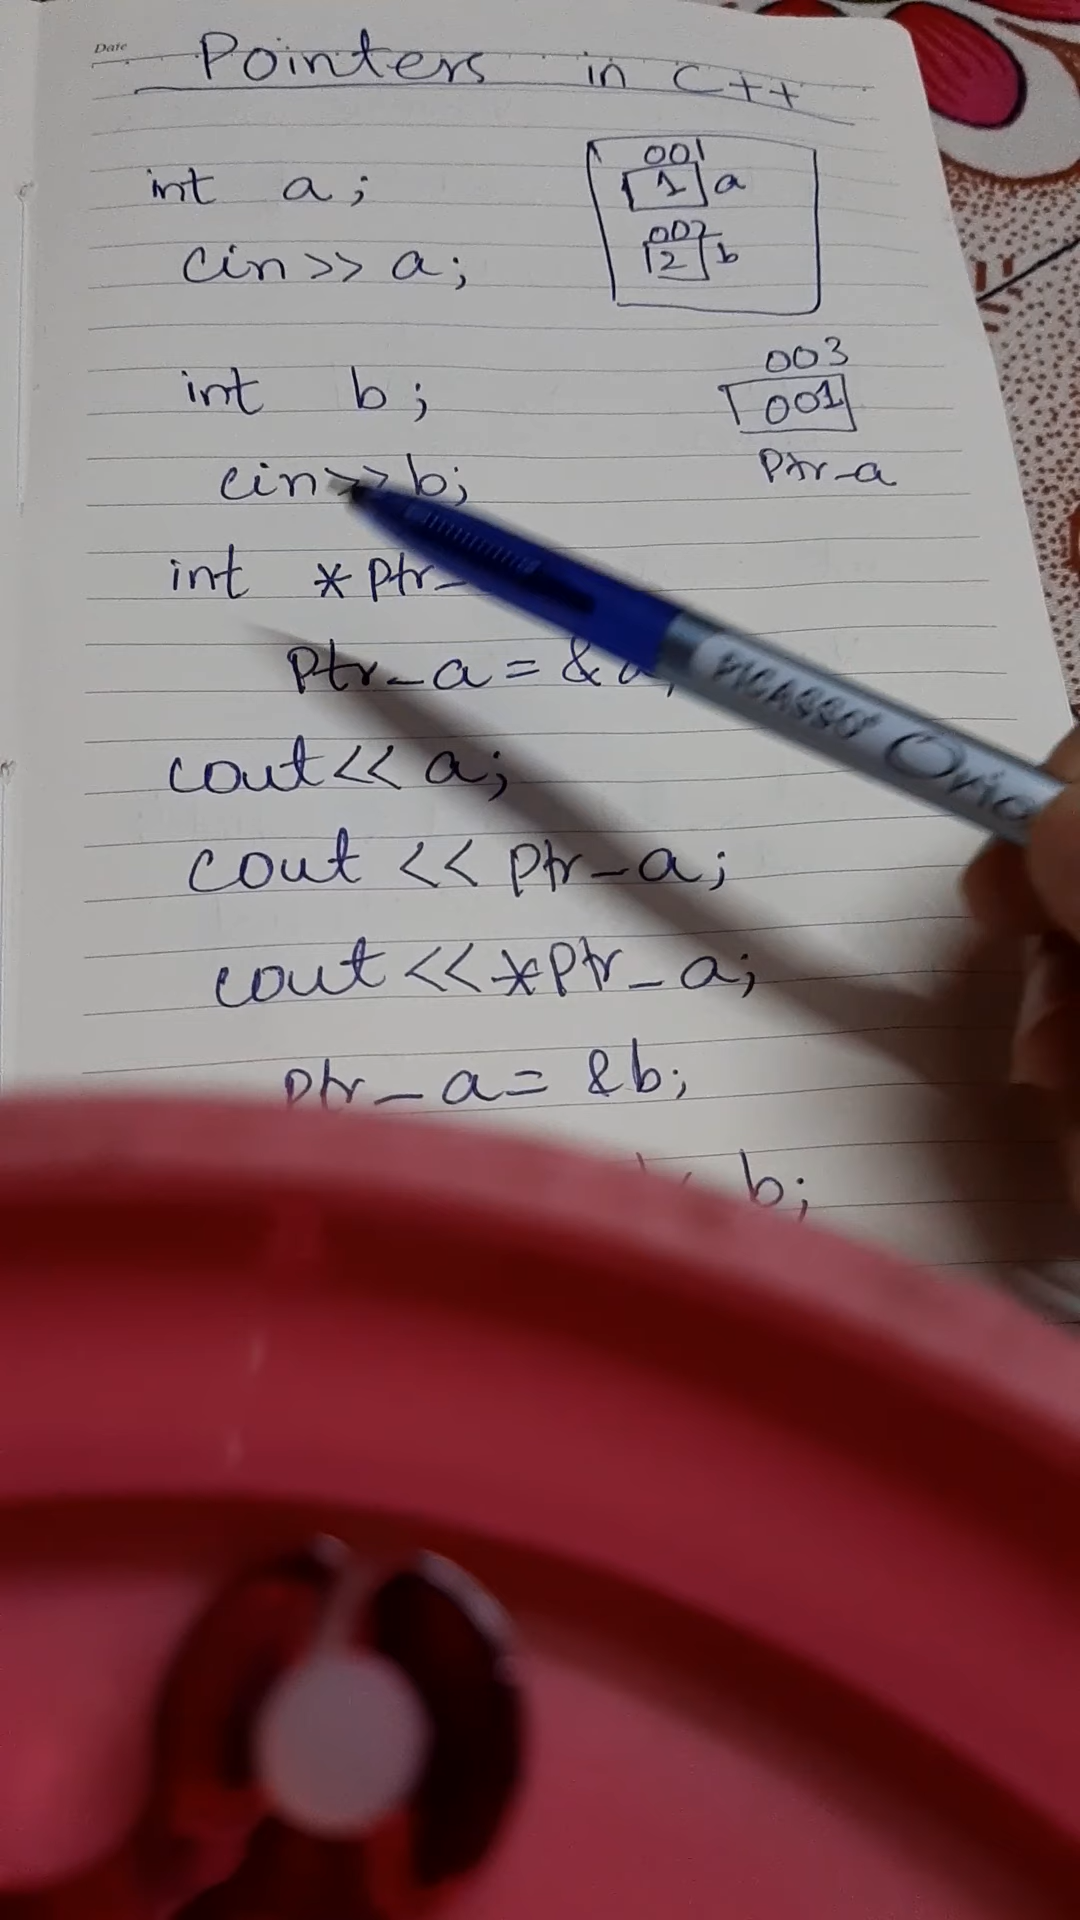 Date
Pointers in C++
int a;
001
1 a
cin>> a;
002
2 b
003
int b;
001
cin>>b;
Ptr_a
int *Ptr_
Ptr_a = &a;
PICASSO
cout<< a;
cout << Ptr_a;
cout <<*Ptr_a;
ptr_a= &b;
b;